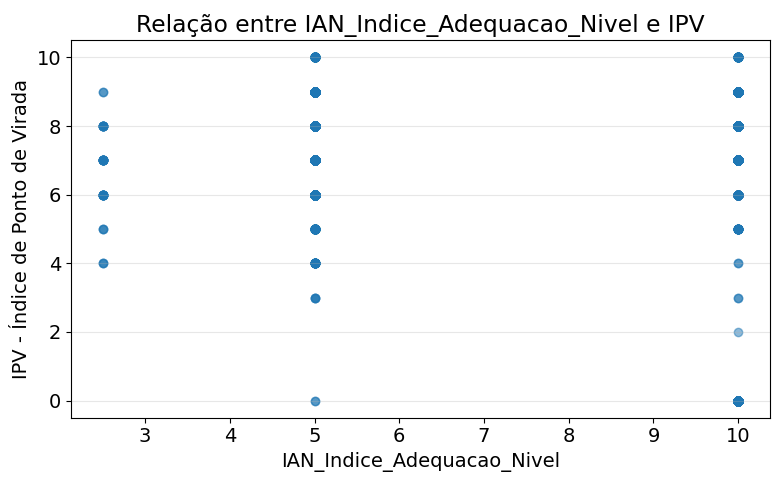 Relação entre IAN_Indice_Adequacao_Nivel e IPV
IPV - Índice de Ponto de Virada
10
8
6
4
2
0
3 4 5 6 7 8 9 10
IAN_Indice_Adequacao_Nivel